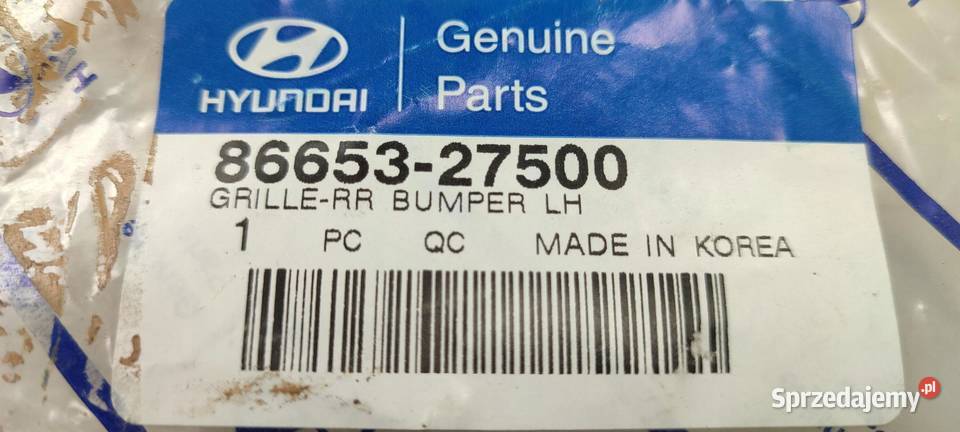 HYUNDAI
Genuine
Parts
86653-27500
GRILLE-RR BUMPER LH
1 PC QC MADE IN KOREA
Sprzedajemy.pl